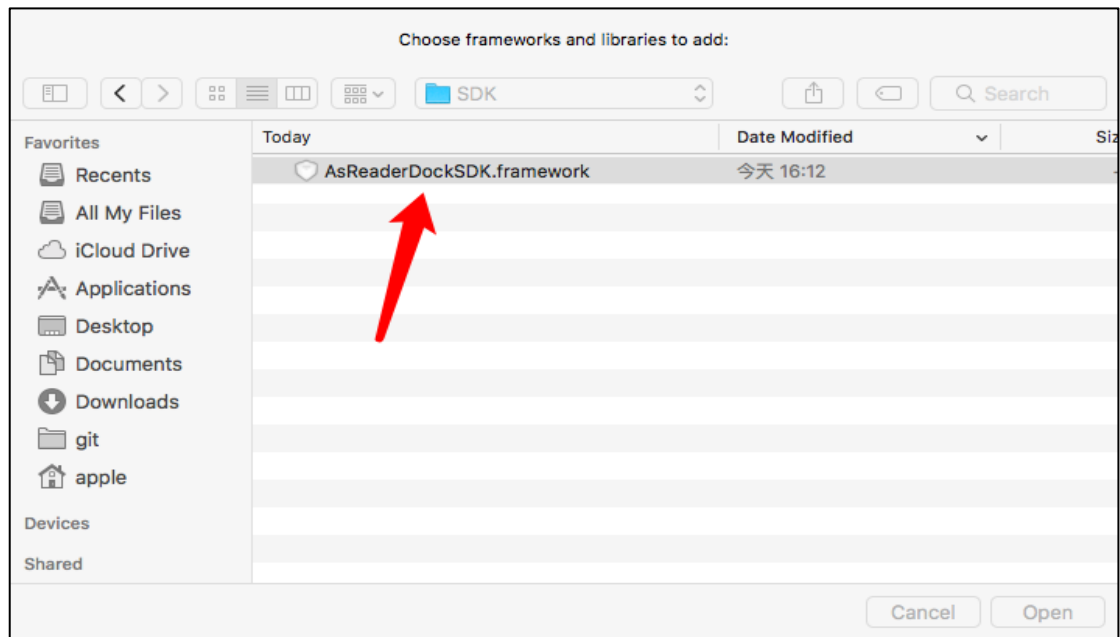 Choose frameworks and libraries to add:
SDK
Search
Favorites
Today
Date Modified
Siz
Recents
AsReaderDockSDK.framework
今天 16:12
All My Files
iCloud Drive
Applications
Desktop
Documents
Downloads
git
apple
Devices
Shared
Cancel
Open